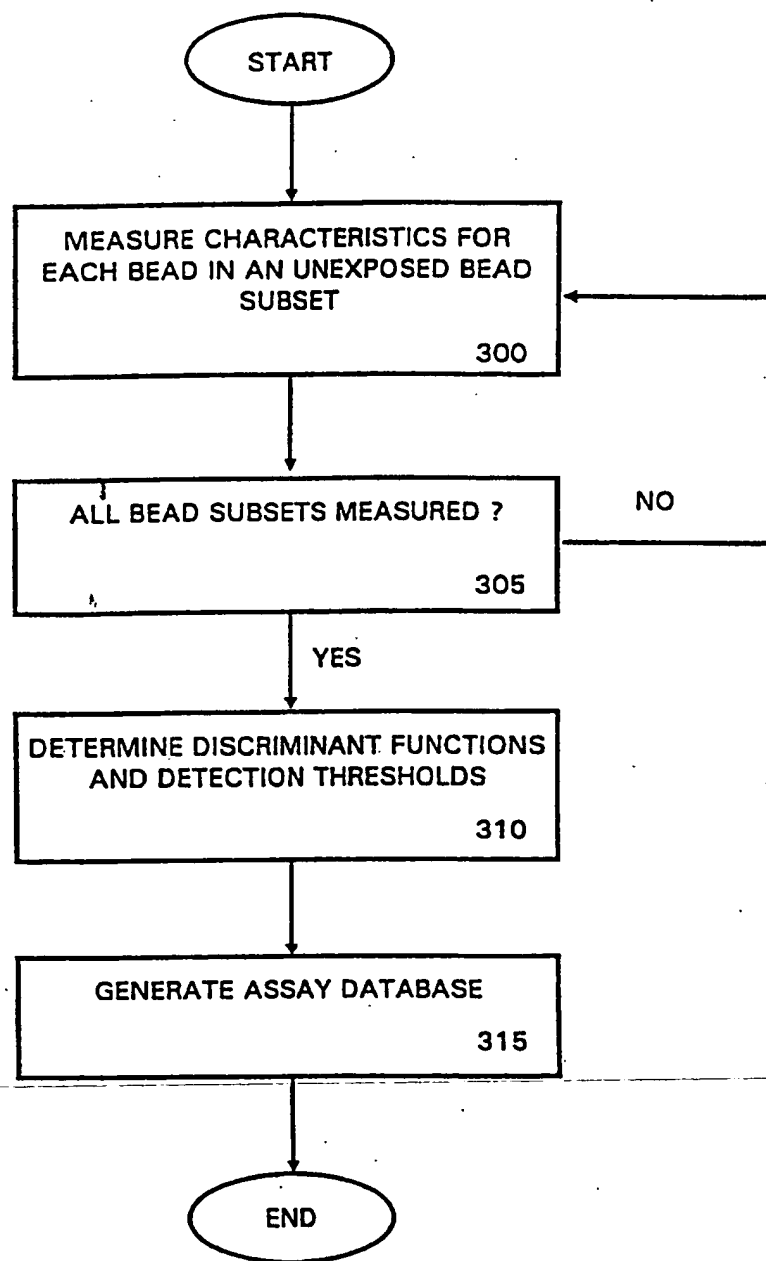 START
MEASURE CHARACTERISTICS FOR
EACH BEAD IN AN UNEXPOSED BEAD
SUBSET
300
ALL BEAD SUBSETS MEASURED ?
NO
305
YES
DETERMINE DISCRIMINANT FUNCTIONS
AND DETECTION THRESHOLDS
310
GENERATE ASSAY DATABASE
315
END